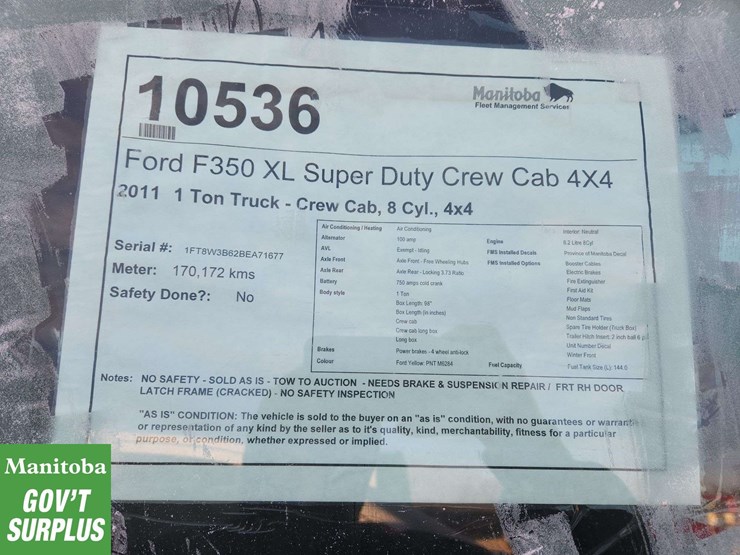 10536
Manitoba
Fleet Management Services
Ford F350 XL Super Duty Crew Cab 4X4
2011 1 Ton Truck - Crew Cab, 8 Cyl., 4x4
Serial #: 1FT8W3B62BEA71677
Meter: 170,172 kms
Safety Done?: No
Air Conditioning / Heating Air Conditioning Interior Neutral
Alternator 100 amp Engine 6.2 Litre 8Cyl
AVL Exempt - Idling FMS Installed Decals Province of Manitoba Decal
Axle Front Axle Front - Free Wheeling Hubs FMS Installed Options Booster Cables
Axle Rear Axle Rear - Locking 3.73 Ratio Electric Brakes
Battery 750 amps cold crank Fire Extinguisher
Body style 1 Ton First Aid Kit
Box Length 98" Floor Mats
Box Length (in inches) Mud Flaps
Crew cab Non Standard Tires
Crew cab long box Spare Tire Holder (Truck Box)
Long box Trailer Hitch Insert 2 inch ball 6
Unit Number Decal
Brakes Power brakes - 4 wheel anti-lock Winter Front
Colour Ford Yellow: PNT M6284 Fuel Capacity Fuel Tank Size (L): 144.0
Notes: NO SAFETY - SOLD AS IS - TOW TO AUCTION - NEEDS BRAKE & SUSPENSION REPAIR / FRT RH DOOR
LATCH FRAME (CRACKED) - NO SAFETY INSPECTION
"AS IS" CONDITION: The vehicle is sold to the buyer on an "as is" condition, with no guarantees or warranties
or representation of any kind by the seller as to it's quality, kind, merchantability, fitness for a particular
purpose, or condition, whether expressed or implied.
Manitoba
GOV'T
SURPLUS